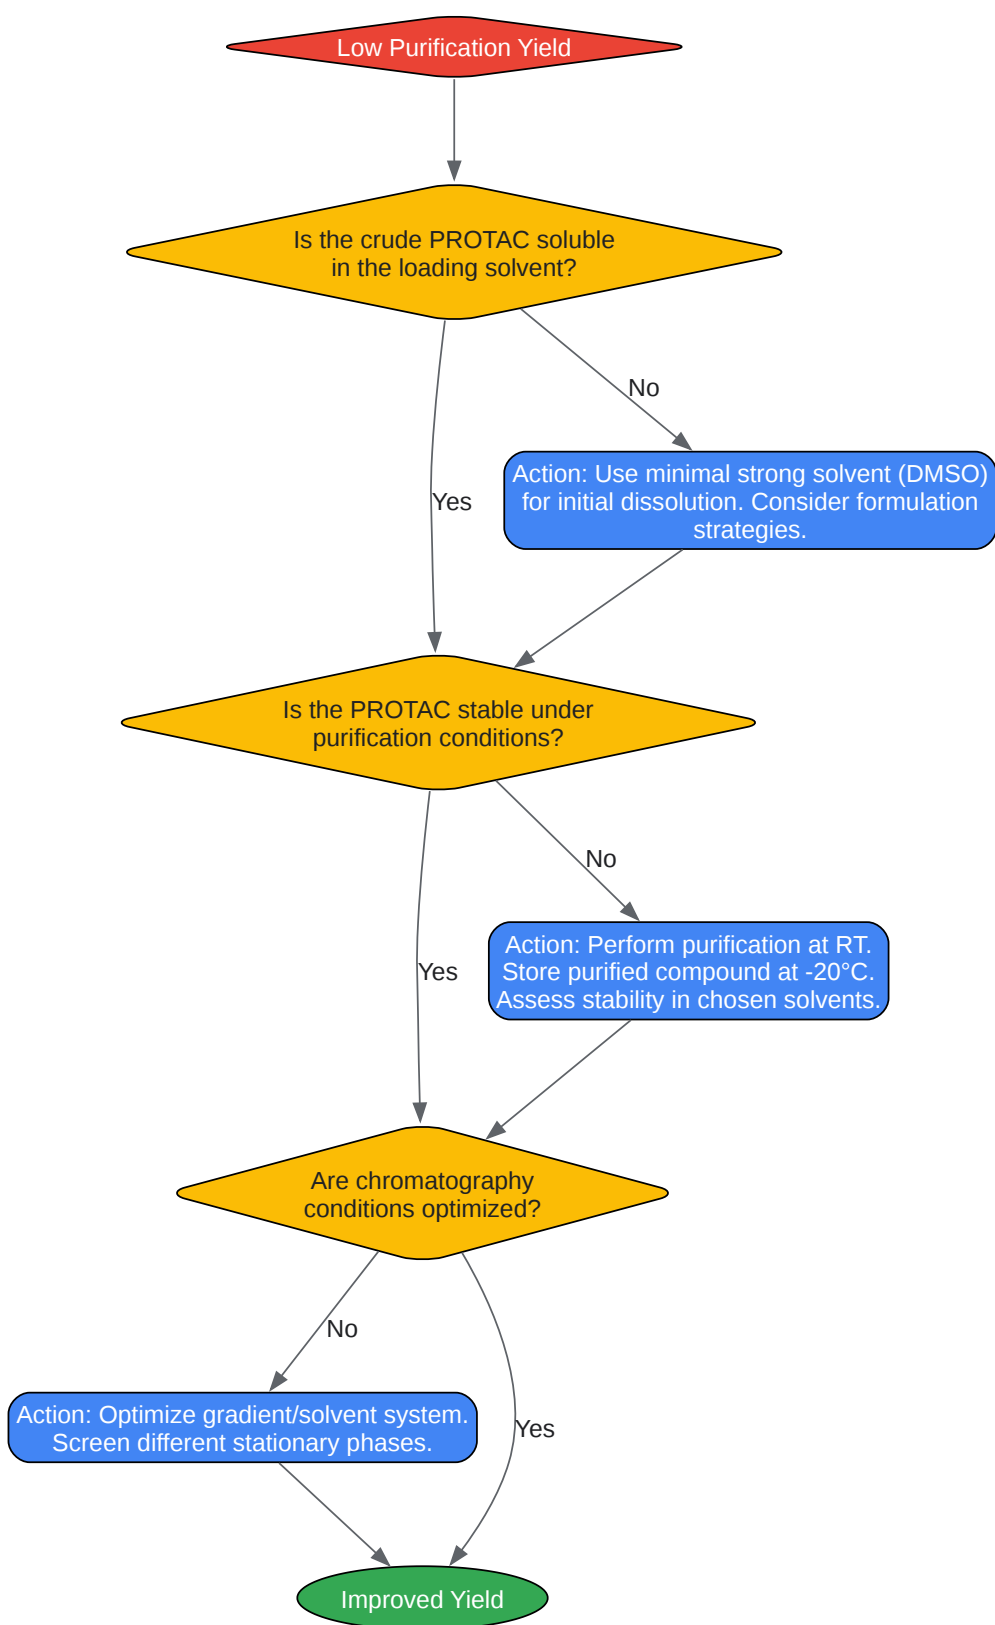 Low Purification Yield
Is the crude PROTAC soluble
in the loading solvent?
No
Action: Use minimal strong solvent (DMSO)
for initial dissolution. Consider formulation
strategies.
Yes
Is the PROTAC stable under
purification conditions?
No
Action: Perform purification at RT.
Store purified compound at -20°C.
Assess stability in chosen solvents.
Yes
Are chromatography
conditions optimized?
No
Action: Optimize gradient/solvent system.
Screen different stationary phases.
Yes
Improved Yield